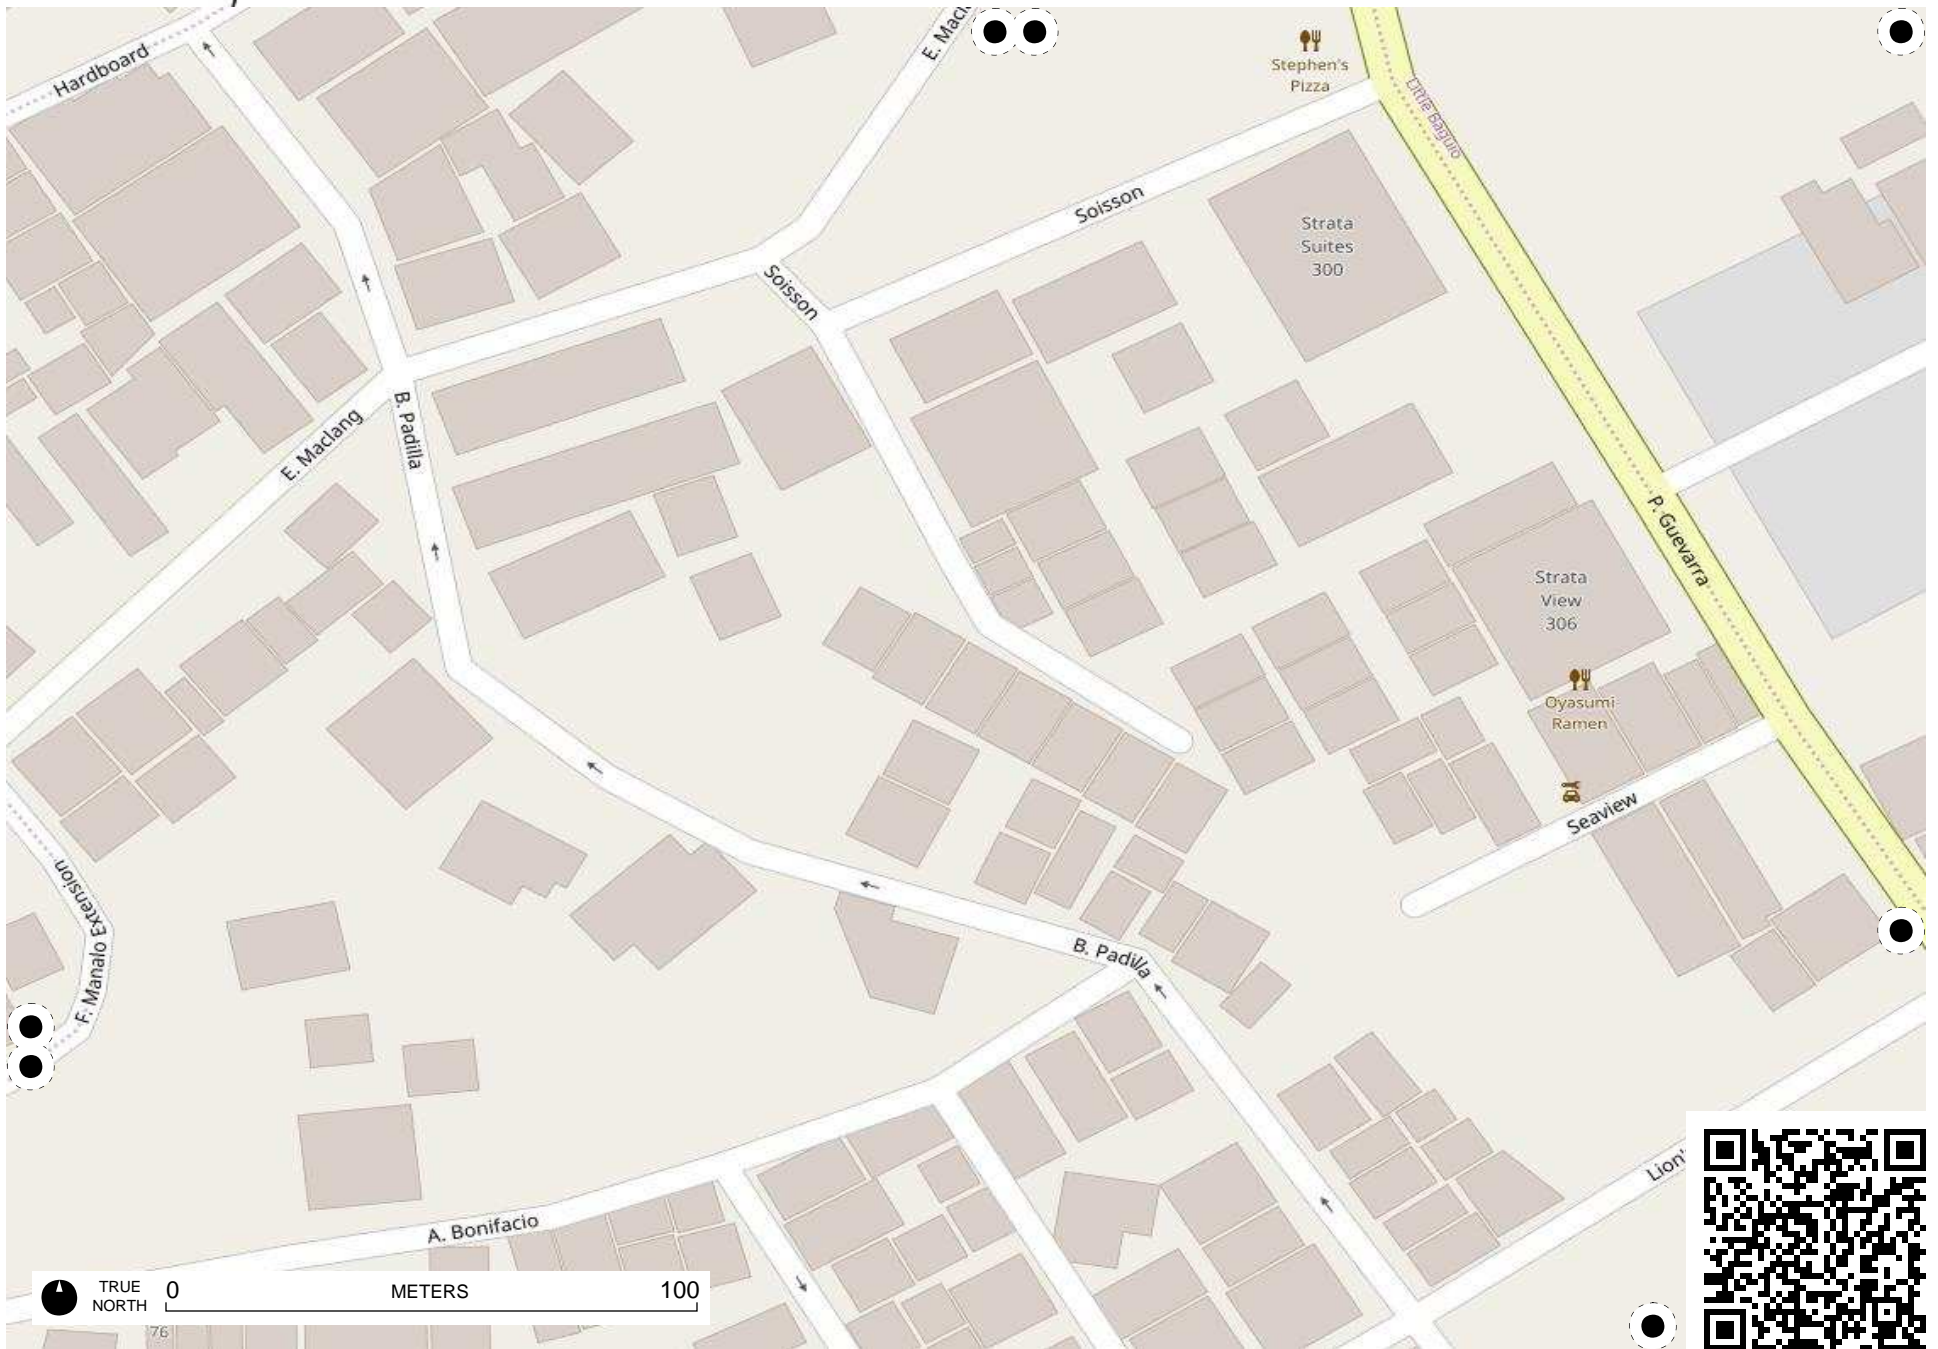 Hardboard
E. Macl
Stephen's
Pizza
Little Baguio
Soisson
Strata
Suites
300
Soisson
B. Padilla
E. Maclang
P. Guevarra
Strata
View
306
Oyasumi
Ramen
Seaview
F. Manalo Extension
B. Padilla
Lion'
A. Bonifacio
TRUE
NORTH
0 METERS 100
76